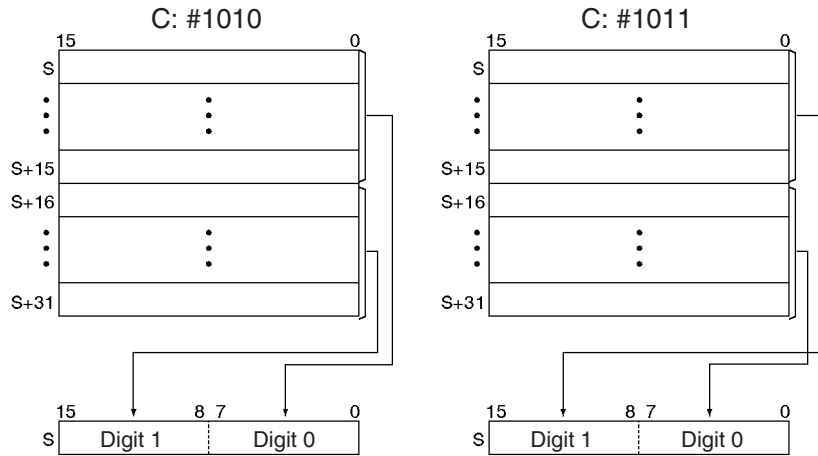 C: #1010
15 0
S
S+15
S+16
S+31
15 8 7 0
S Digit 1 Digit 0
C: #1011
15 0
S
S+15
S+16
S+31
15 8 7 0
S Digit 1 Digit 0